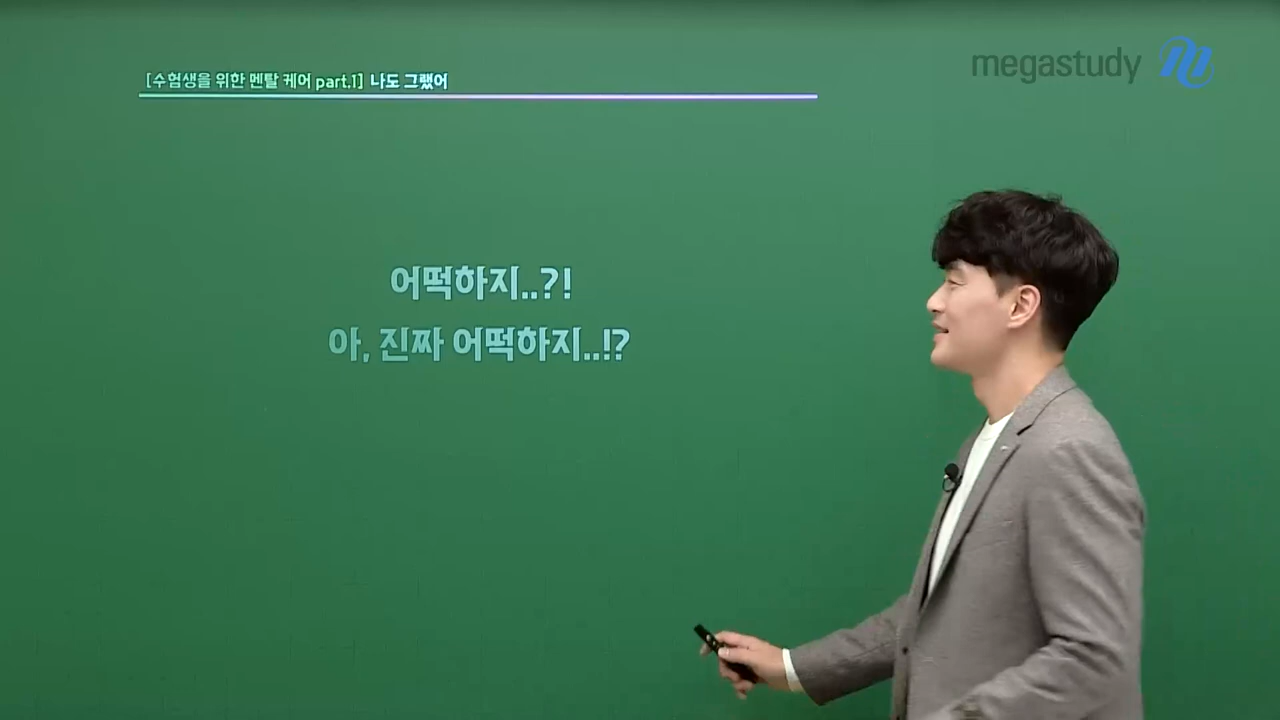 [수험생을 위한 멘탈 케어 part.1] 나도 그랬어
megastudy
어떡하지..?!
아, 진짜 어떡하지..!?